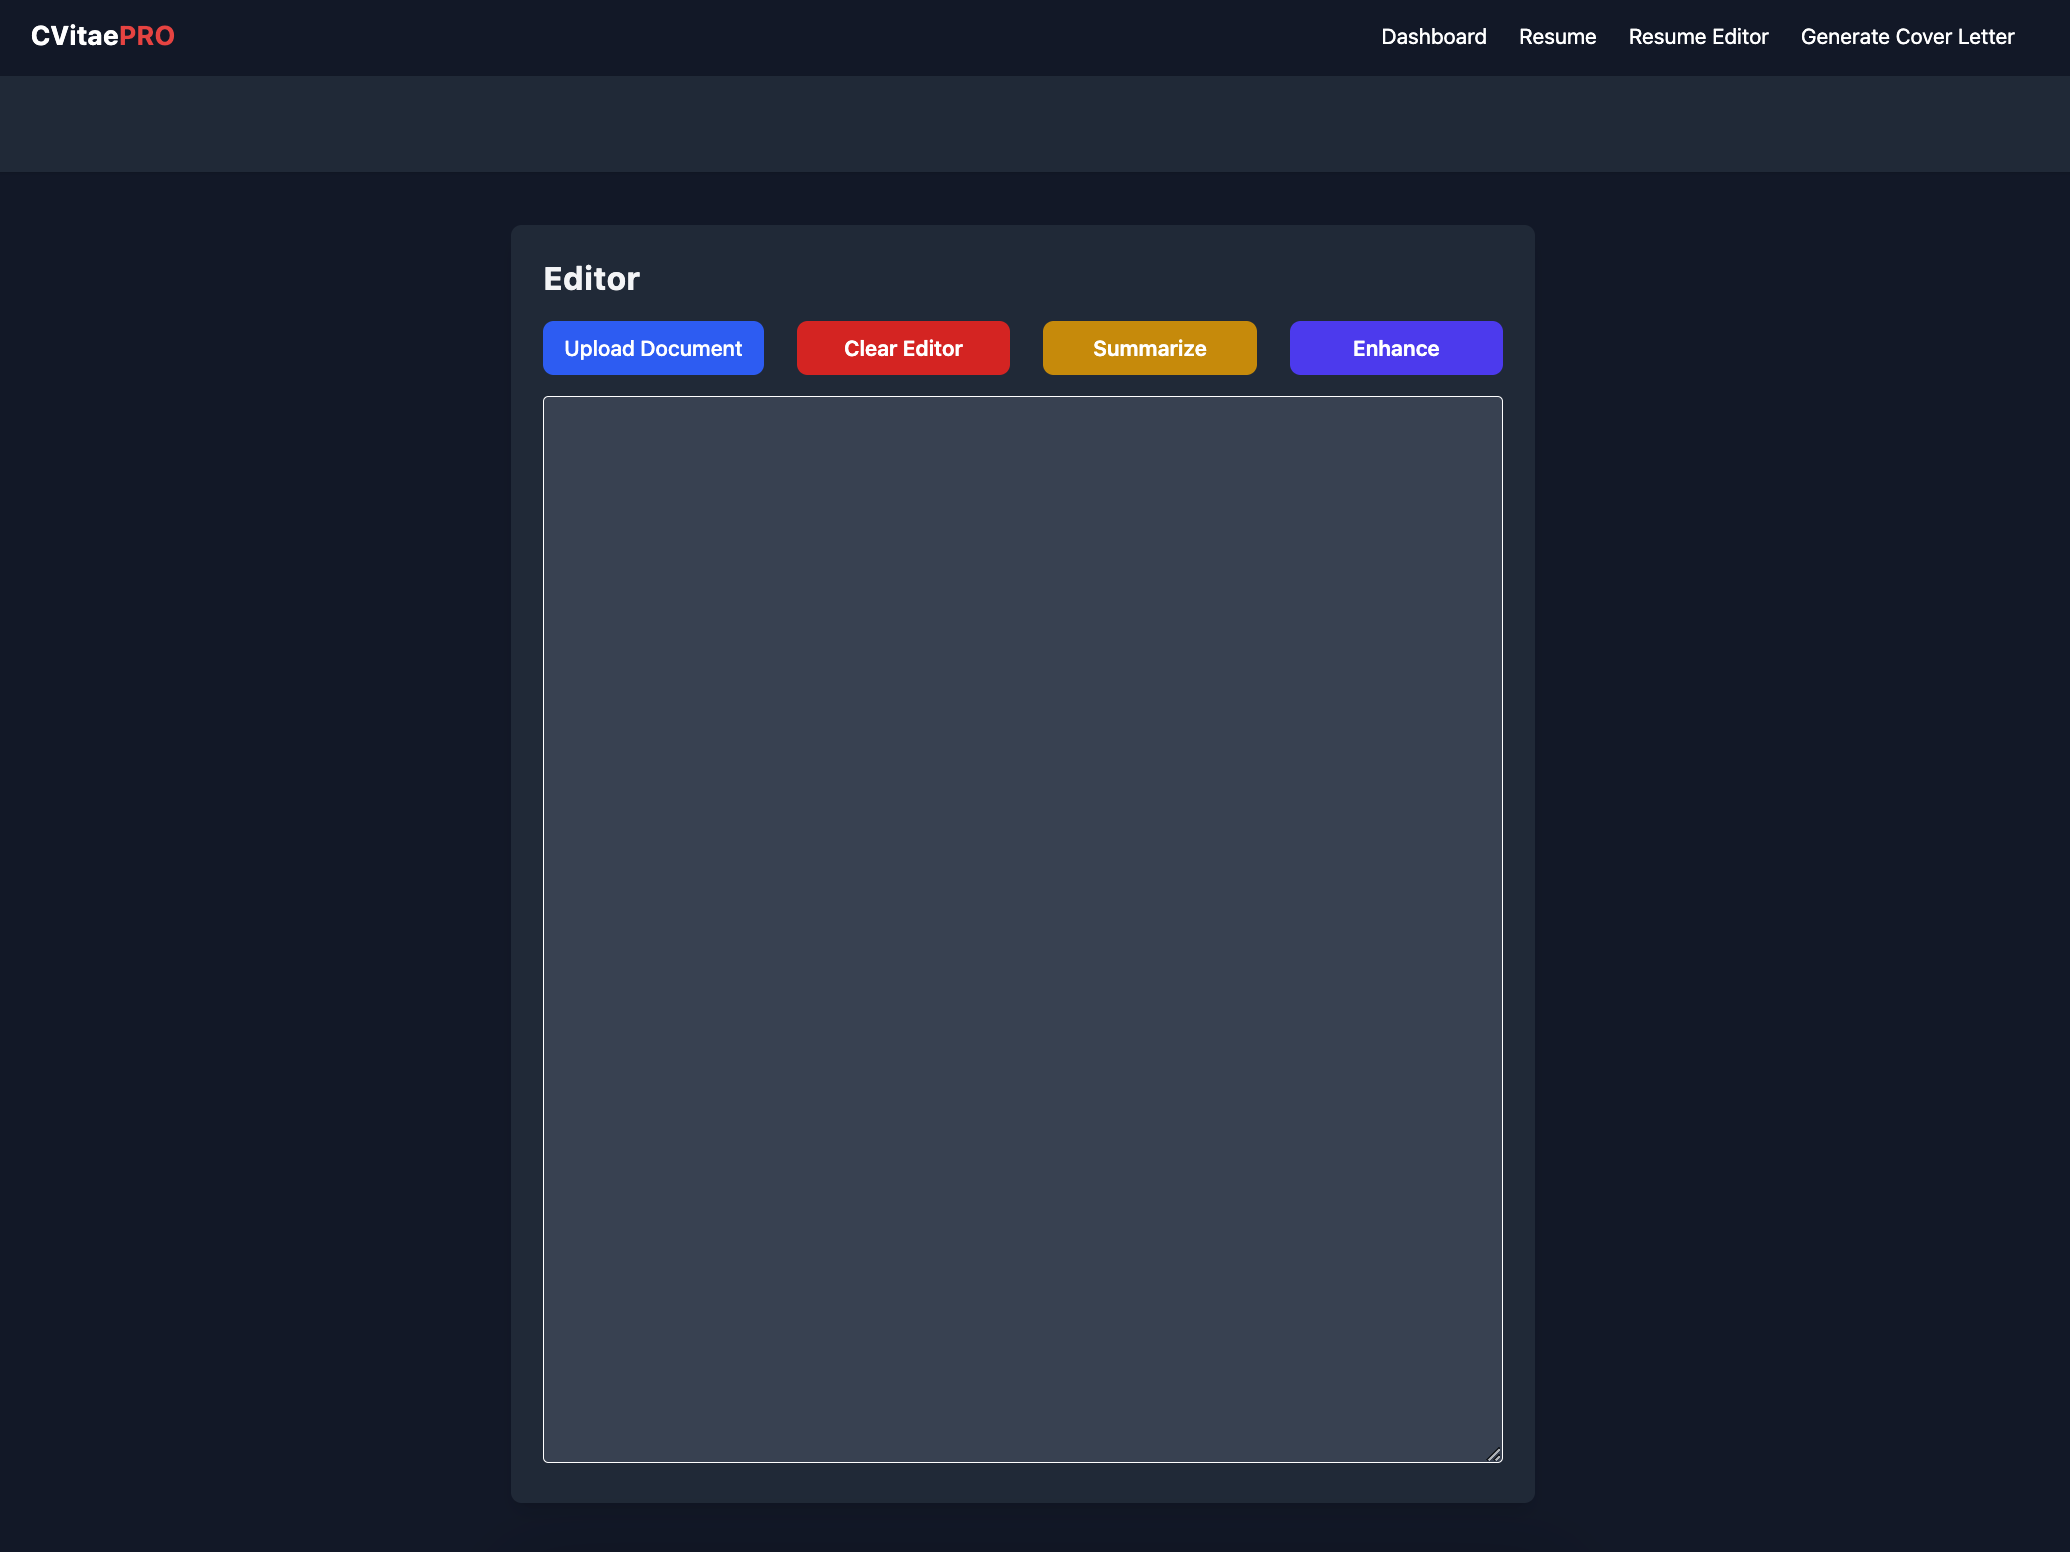 CVitaePRO
Dashboard Resume Resume Editor Generate Cover Letter
Editor
Upload Document Clear Editor Summarize Enhance